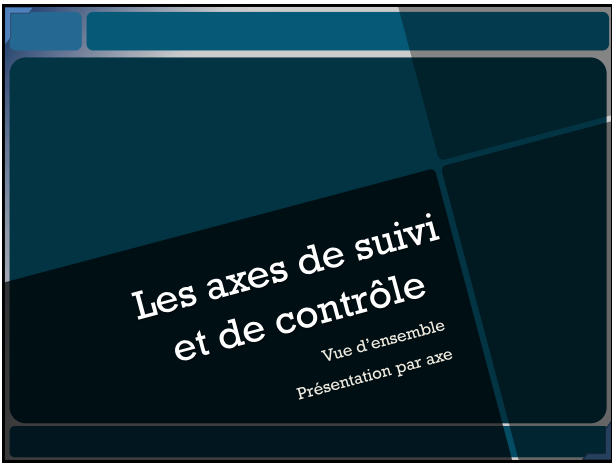 Les axes de suivi
et de contrôle
Vue d’ensemble
Présentation par axe